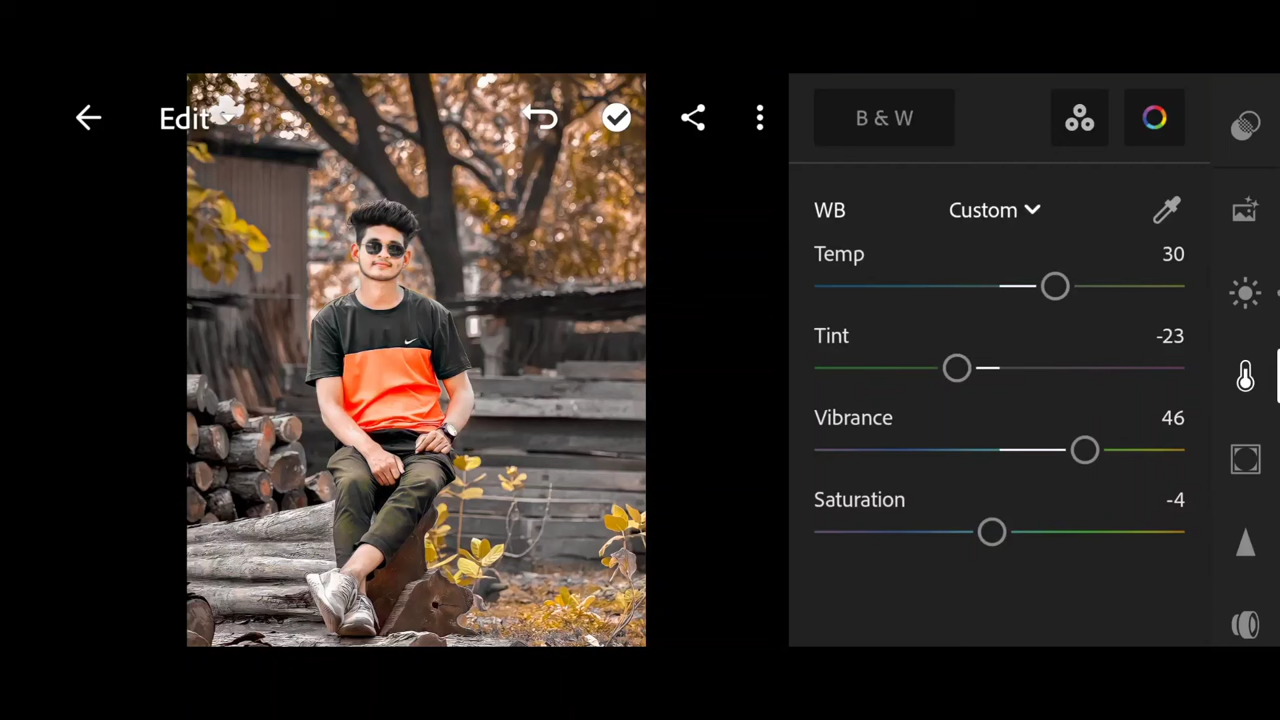 Edit
B & W
WB
Custom
Temp
30
Tint
-23
Vibrance
46
Saturation
-4